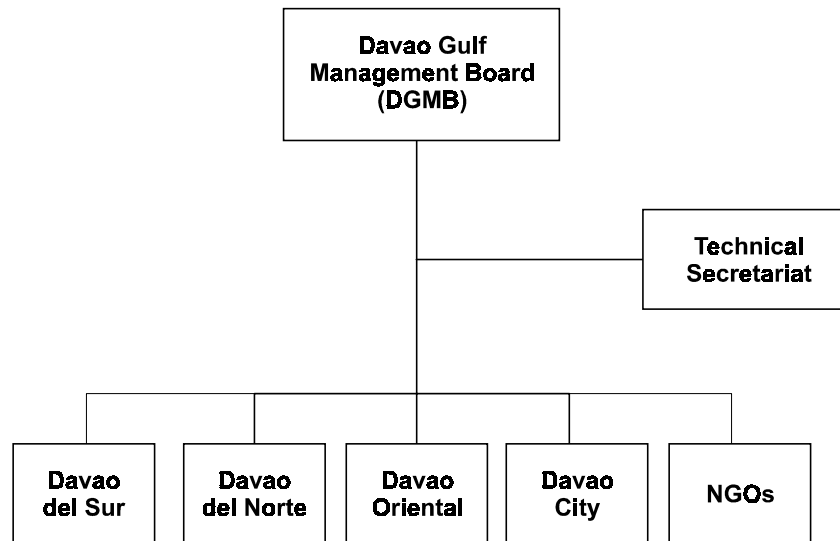 Davao Gulf
Management Board
(DGMB)
Technical
Secretariat
Davao
del Sur
Davao
del Norte
Davao
Oriental
Davao
City
NGOs